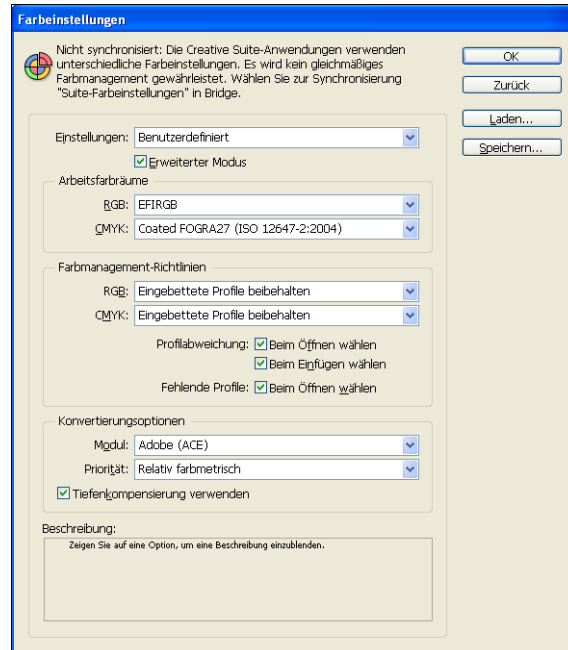 Farbeinstellungen
Nicht synchronisiert: Die Creative Suite-Anwendungen verwenden
unterschiedliche Farbeinstellungen. Es wird kein gleichmäßiges
Farbmanagement gewährleistet. Wählen Sie zur Synchronisierung
"Suite-Farbeinstellungen" in Bridge.
OK
Zurück
Laden...
Speichern...
Einstellungen: Benutzerdefiniert
Erweiterter Modus
Arbeitsfarbräume
RGB: EFIRGB
CMYK: Coated FOGRA27 (ISO 12647-2:2004)
Farbmanagement-Richtlinien
RGB: Eingebettete Profile beibehalten
CMYK: Eingebettete Profile beibehalten
Profilabweichung: Beim Öffnen wählen
Beim Einfügen wählen
Fehlende Profile: Beim Öffnen wählen
Konvertierungsoptionen
Modul: Adobe (ACE)
Priorität: Relativ farbmetrisch
Tiefenkompensierung verwenden
Beschreibung:
Zeigen Sie auf eine Option, um eine Beschreibung einzublenden.